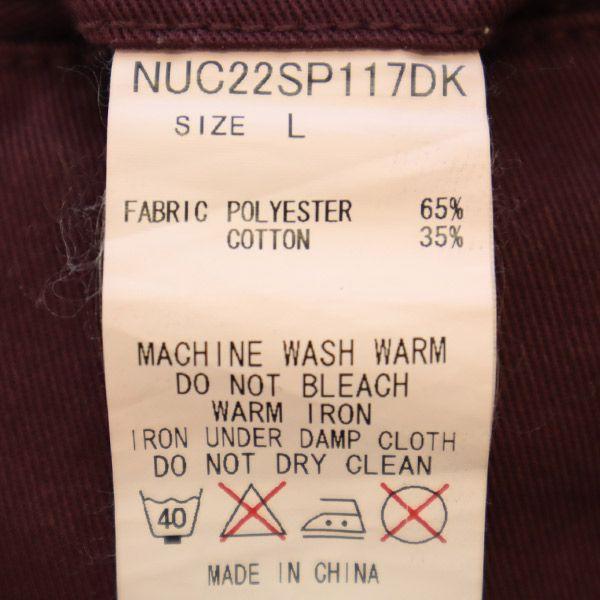 NUC22SP117DK
SIZE L
FABRIC POLYESTER 65%
COTTON 35%
MACHINE WASH WARM
DO NOT BLEACH
WARM IRON
IRON UNDER DAMP CLOTH
DO NOT DRY CLEAN
40
MADE IN CHINA